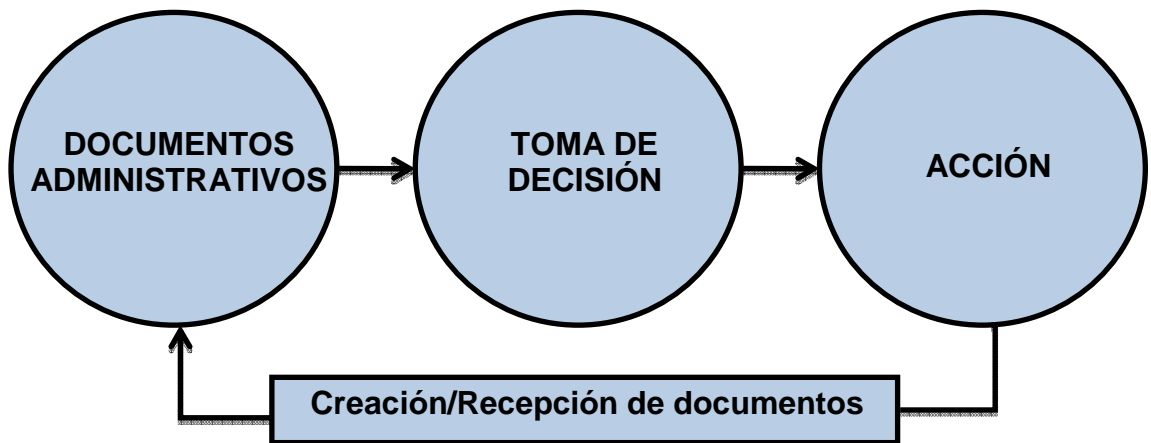 DOCUMENTOS
ADMINISTRATIVOS
TOMA DE
DECISIÓN
ACCIÓN
Creación/Recepción de documentos